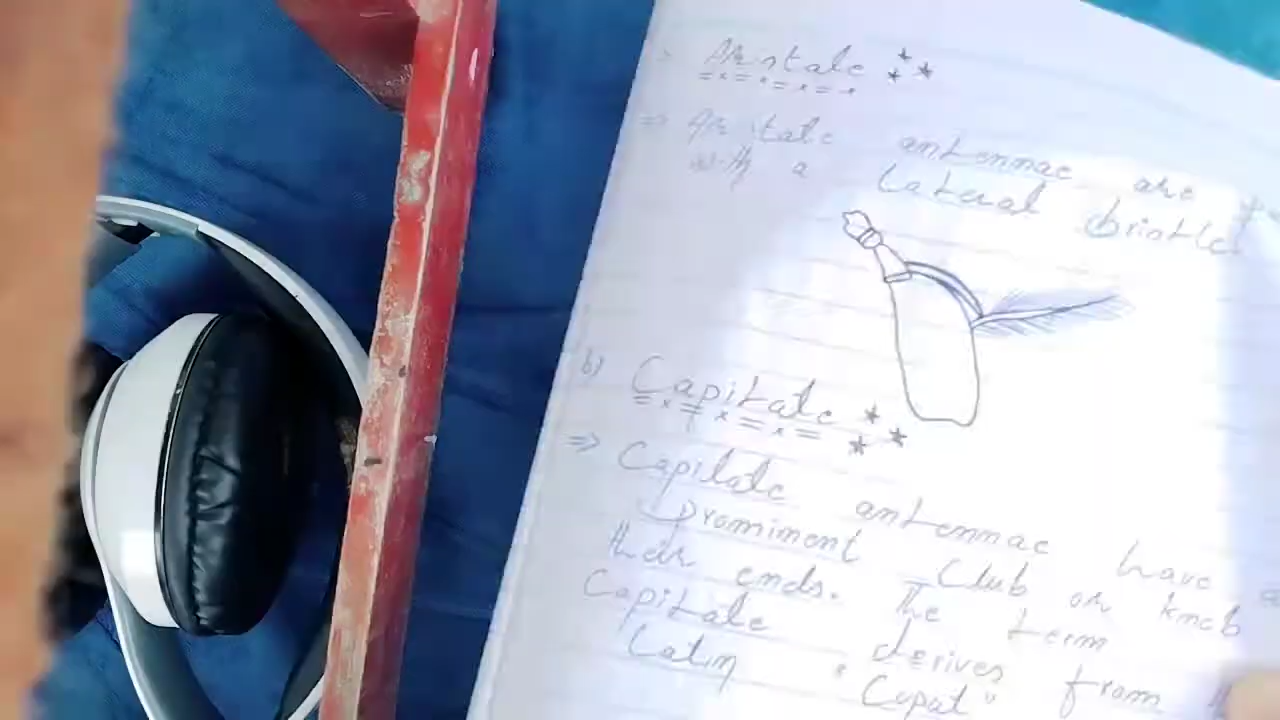 Aristate
=> Aristate antennae are
with a lateral bristle.
b) Capitate
=> Capitate antennae have a
prominent club or knob
their ends. The term
Capitate derives from
Latin "Caput"